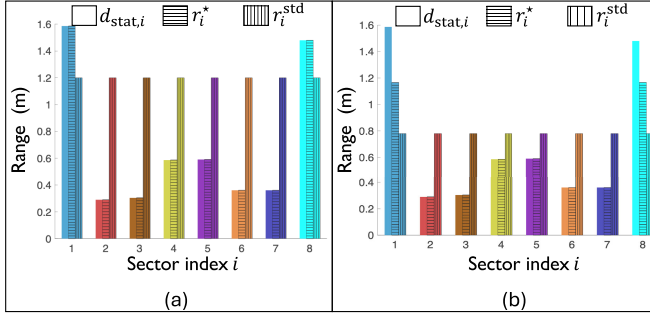 d_stat,i r_i^⋆ r_i^std
1.6
1.4
1.2
1
0.8
0.6
0.4
0.2
0
Range (m)
1 2 3 4 5 6 7 8
Sector index i
(a)
d_stat,i r_i^⋆ r_i^std
1.6
1.4
1.2
1
0.8
0.6
0.4
0.2
0
Range (m)
1 2 3 4 5 6 7 8
Sector index i
(b)